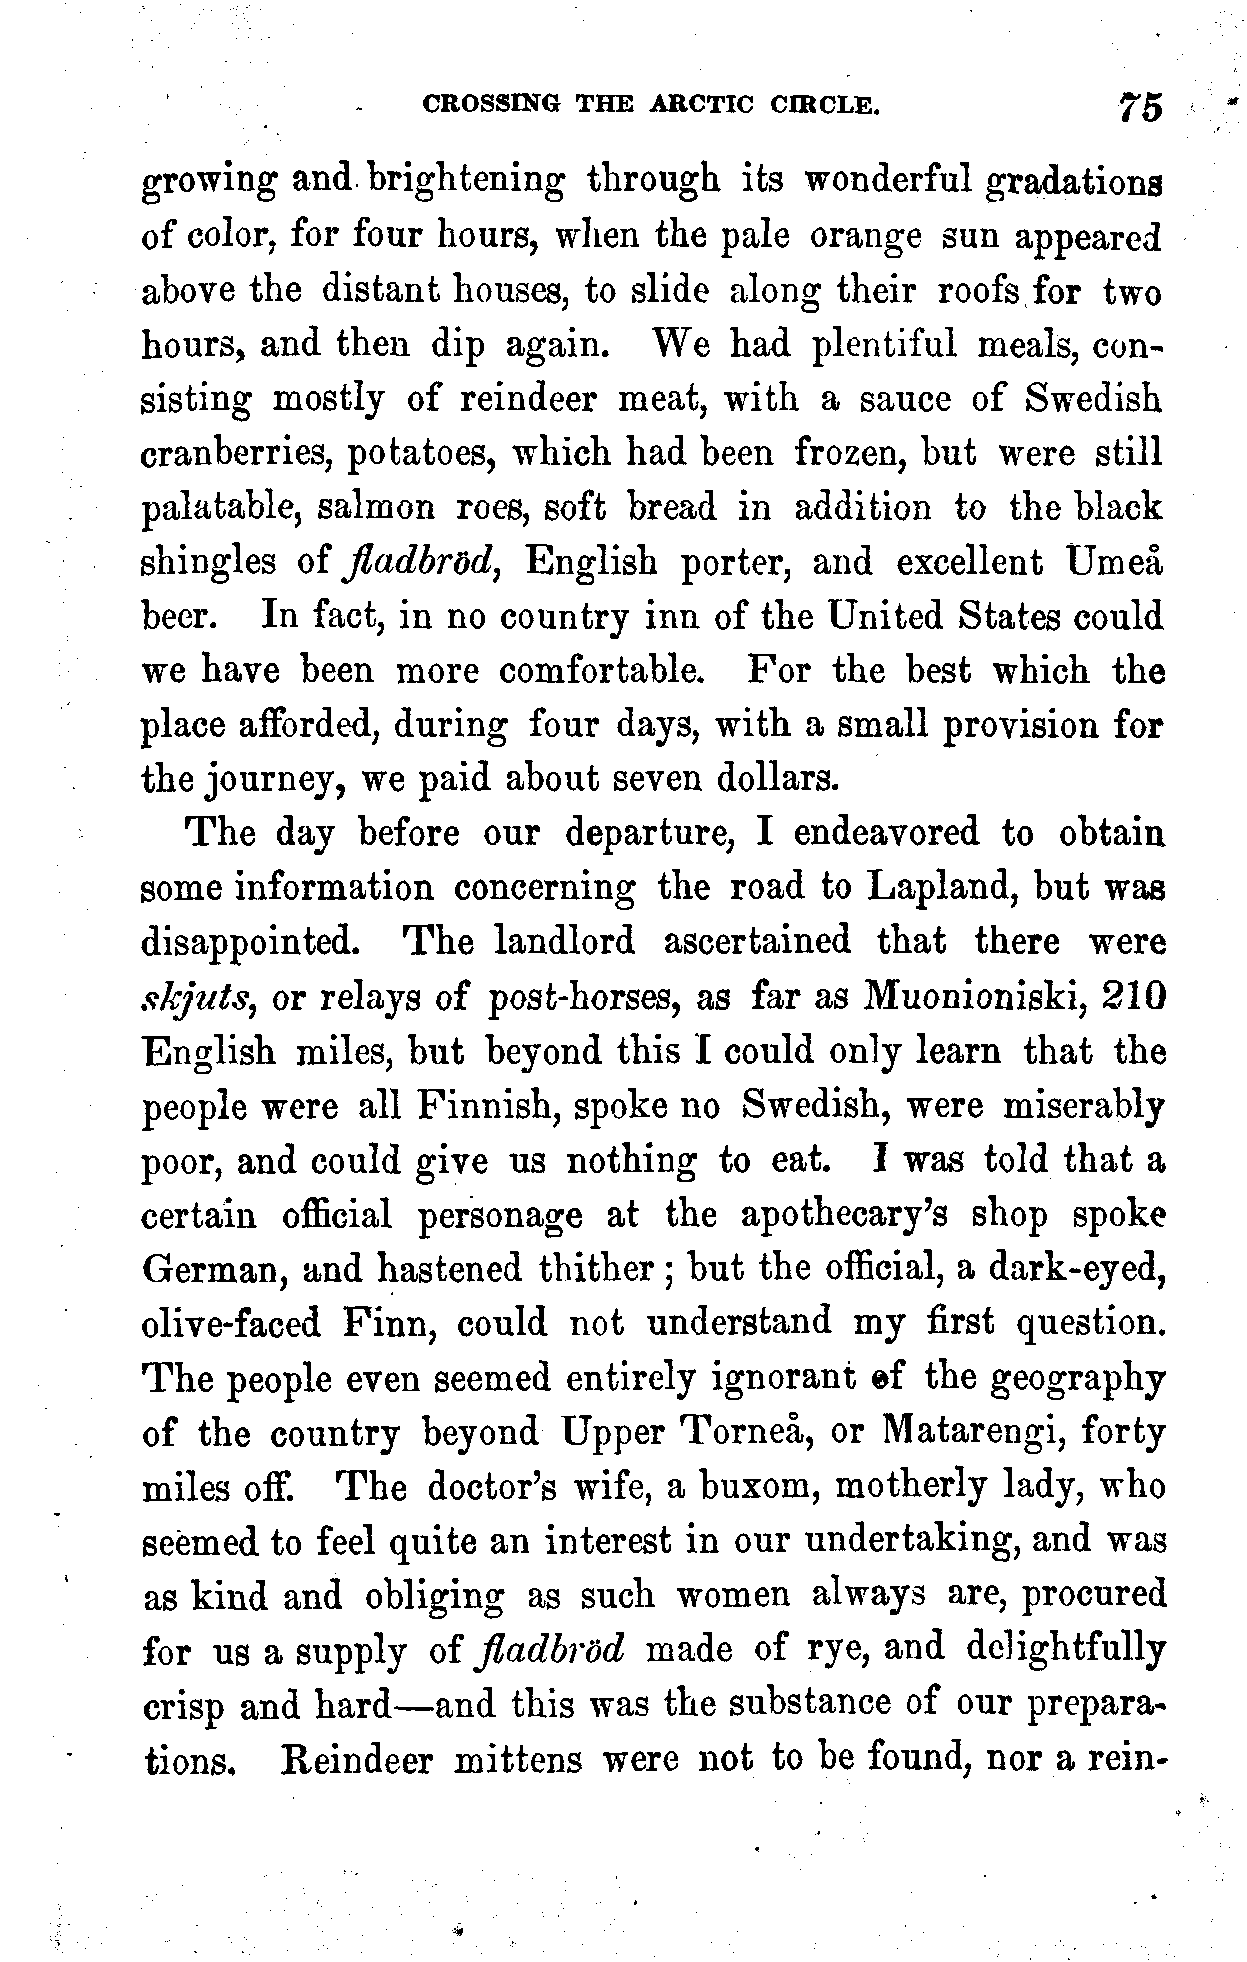 CROSSING THE ARCTIC CIRCLE. 75
growing and brightening through its wonderful gradations
of color, for four hours, when the pale orange sun appeared
above the distant houses, to slide along their roofs for two
hours, and then dip again. We had plentiful meals, con-
sisting mostly of reindeer meat, with a sauce of Swedish
cranberries, potatoes, which had been frozen, but were still
palatable, salmon roes, soft bread in addition to the black
shingles of fladbröd, English porter, and excellent Umeå
beer. In fact, in no country inn of the United States could
we have been more comfortable. For the best which the
place afforded, during four days, with a small provision for
the journey, we paid about seven dollars.
The day before our departure, I endeavored to obtain
some information concerning the road to Lapland, but was
disappointed. The landlord ascertained that there were
skjuts, or relays of post-horses, as far as Muonioniski, 210
English miles, but beyond this I could only learn that the
people were all Finnish, spoke no Swedish, were miserably
poor, and could give us nothing to eat. I was told that a
certain official personage at the apothecary's shop spoke
German, and hastened thither; but the official, a dark-eyed,
olive-faced Finn, could not understand my first question.
The people even seemed entirely ignorant of the geography
of the country beyond Upper Torneå, or Matarengi, forty
miles off. The doctor's wife, a buxom, motherly lady, who
seemed to feel quite an interest in our undertaking, and was
as kind and obliging as such women always are, procured
for us a supply of fladbröd made of rye, and delightfully
crisp and hard—and this was the substance of our prepara-
tions. Reindeer mittens were not to be found, nor a rein-